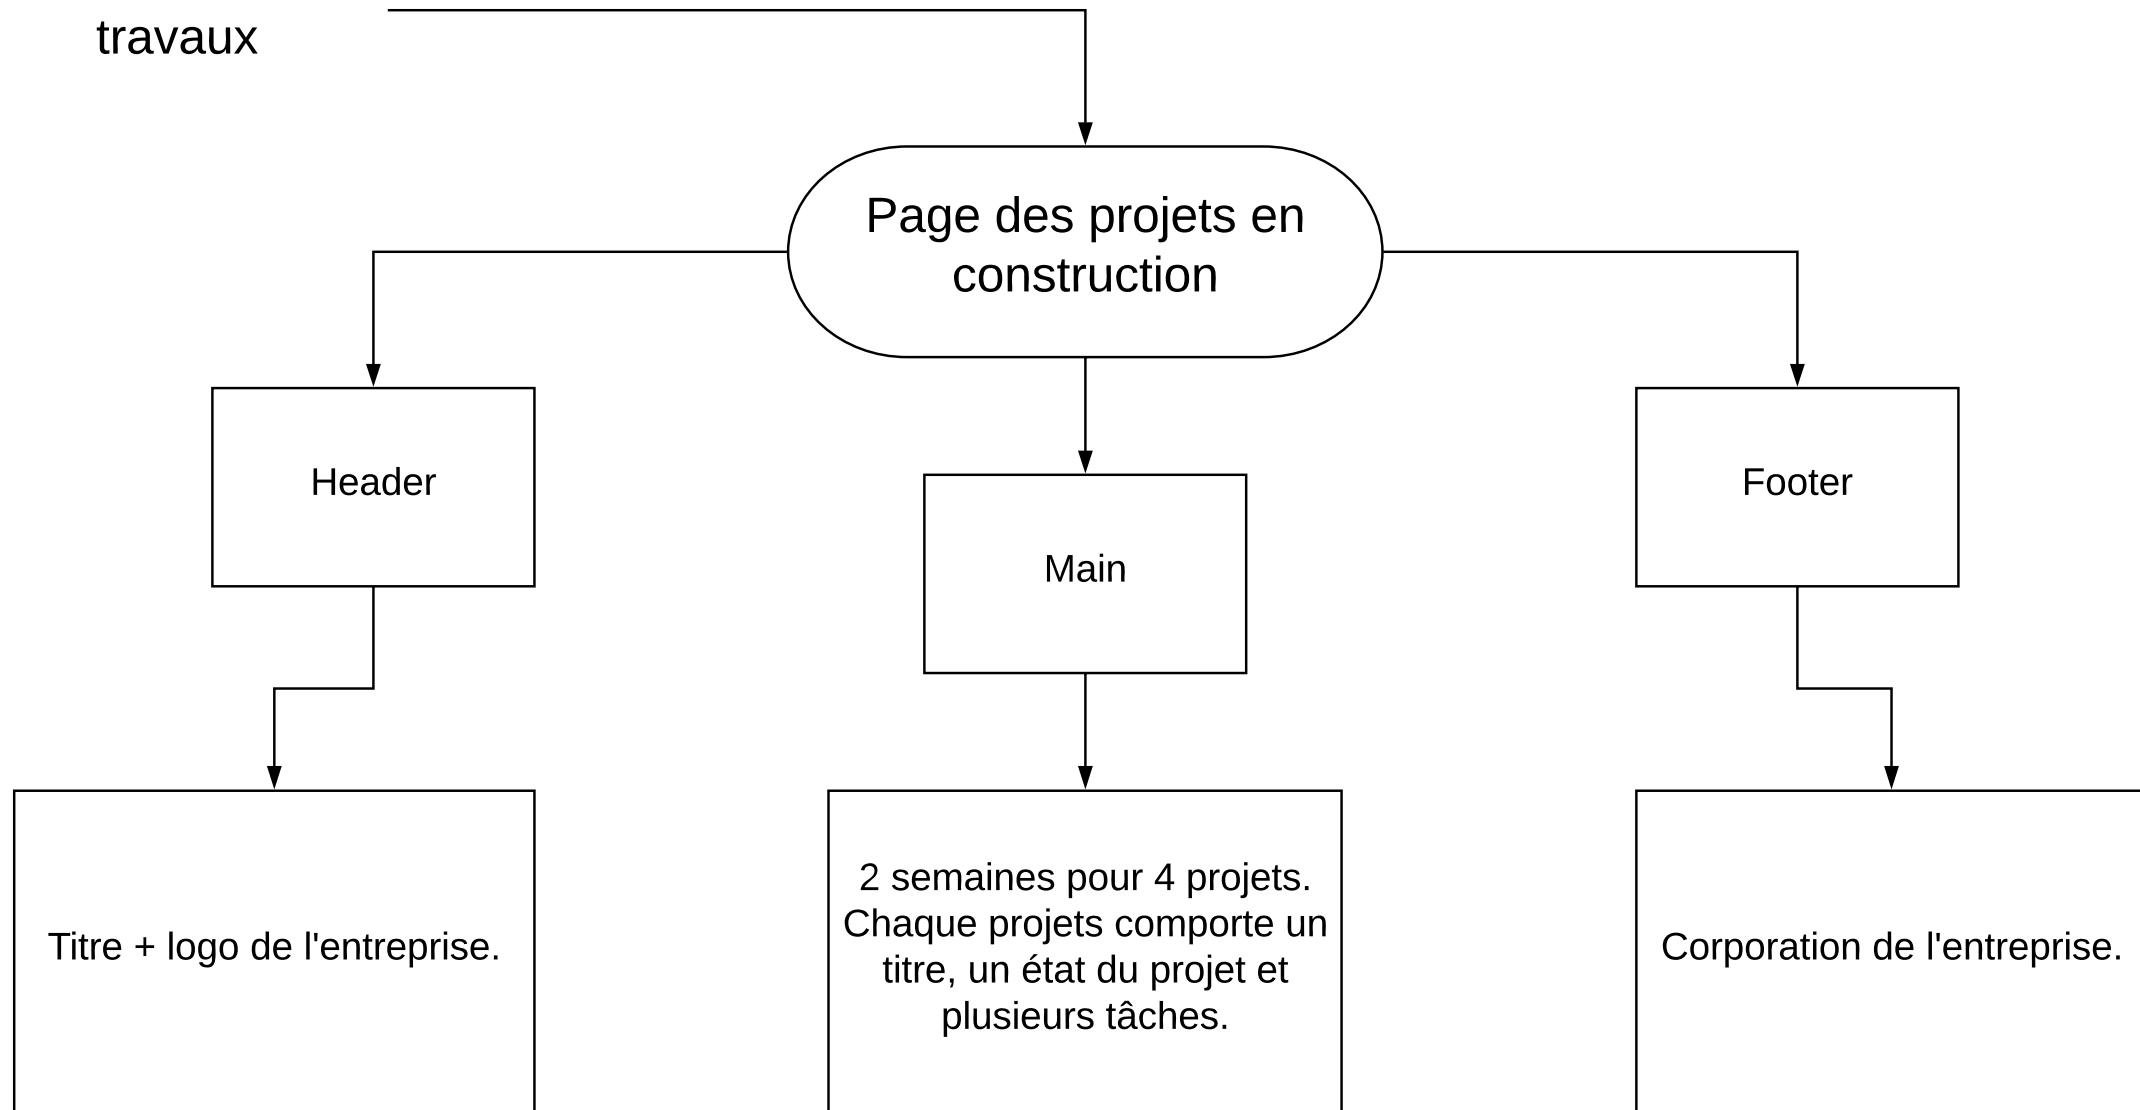 travaux
Page des projets en
construction
Header
Main
Footer
Titre + logo de l'entreprise.
2 semaines pour 4 projets.
Chaque projets comporte un
titre, un état du projet et
plusieurs tâches.
Corporation de l'entreprise.